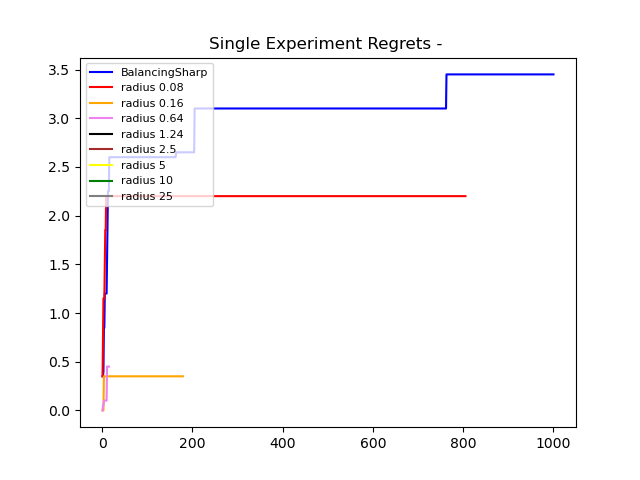 Single Experiment Regrets -
3.5
3.0
2.5
2.0
1.5
1.0
0.5
0.0
BalancingSharp
radius 0.08
radius 0.16
radius 0.64
radius 1.24
radius 2.5
radius 5
radius 10
radius 25
0 200 400 600 800 1000